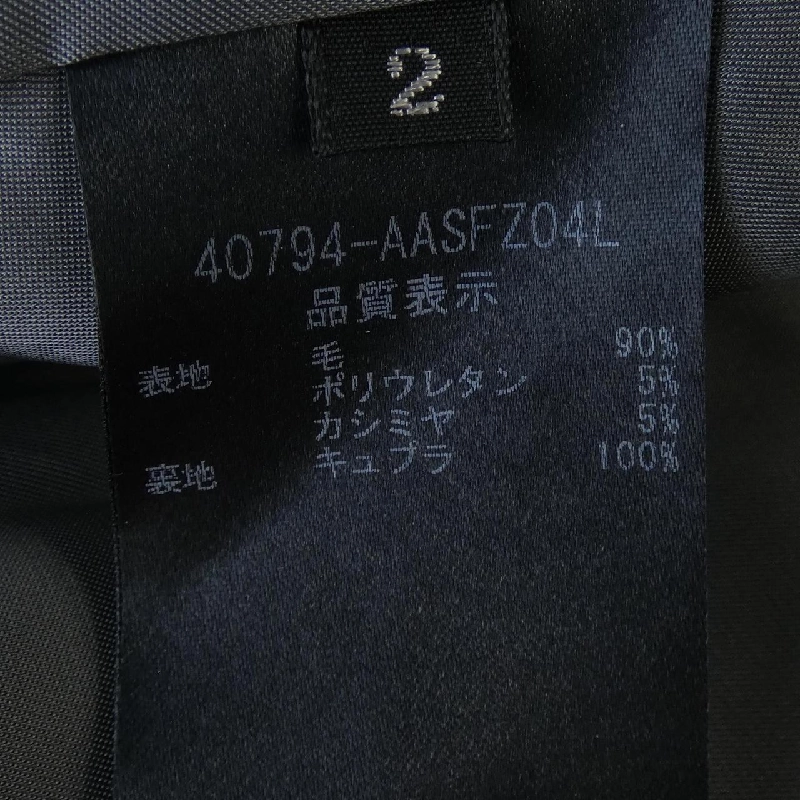 2
40794-AASFZ04L
品質表示
表地 毛 90%
ポリウレタン 5%
カシミヤ 5%
裏地 キュプラ 100%